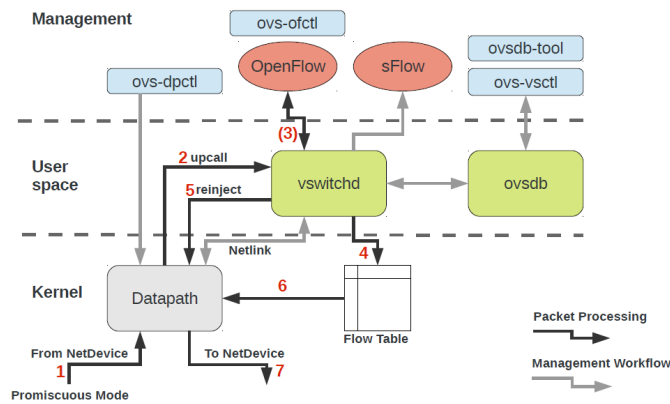 Management
ovs-ofctl
OpenFlow
sFlow
ovsdb-tool
ovs-vsctl
ovs-dpctl
(3)
User
space
2 upcall
5 reinject
vswitchd
ovsdb
Netlink
4
Kernel
Datapath
6
Flow Table
From NetDevice
1
Promiscuous Mode
To NetDevice
7
Packet Processing
Management Workflow